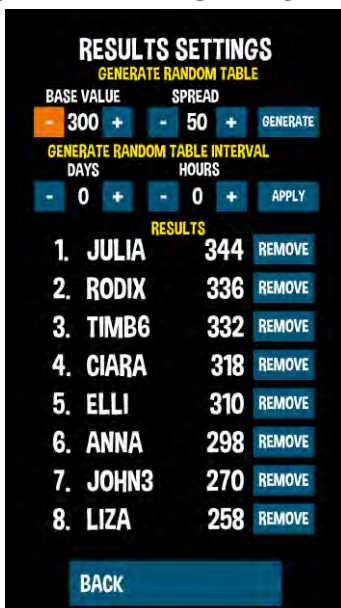 RESULTS SETTINGS
GENERATE RANDOM TABLE
BASE VALUE SPREAD
- 300 + - 50 + GENERATE
GENERATE RANDOM TABLE INTERVAL
DAYS HOURS
- 0 + - 0 + APPLY
RESULTS
1. JULIA 344 REMOVE
2. RODIX 336 REMOVE
3. TIMB6 332 REMOVE
4. CIARA 318 REMOVE
5. ELLI 310 REMOVE
6. ANNA 298 REMOVE
7. JOHN3 270 REMOVE
8. LIZA 258 REMOVE
BACK